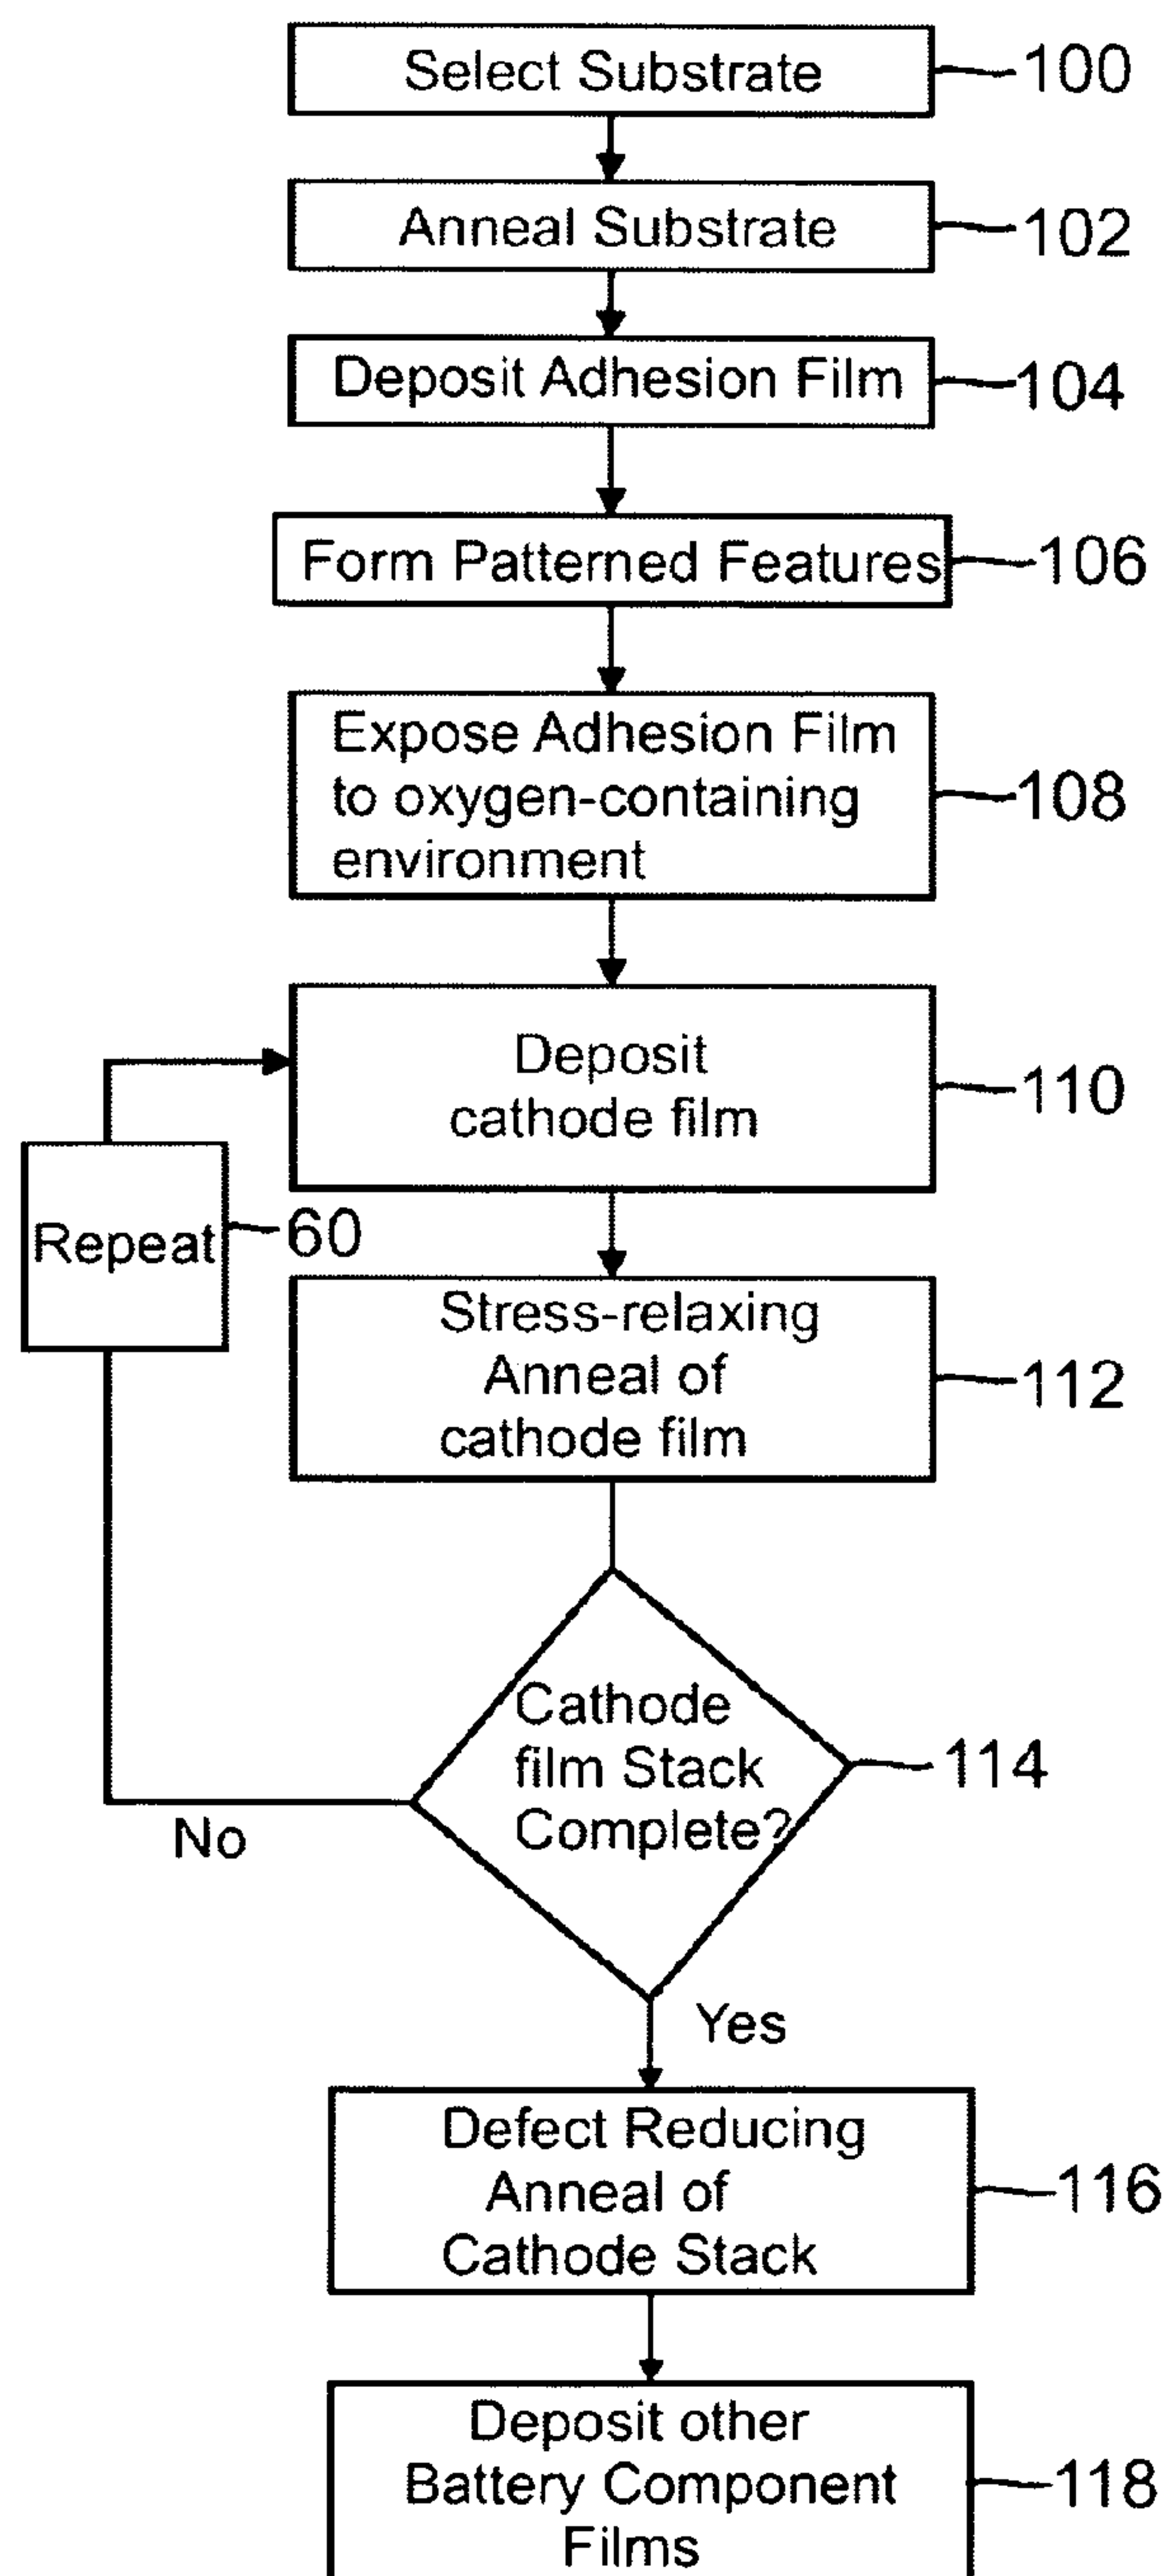 Select Substrate
100
Anneal Substrate
102
Deposit Adhesion Film
104
Form Patterned Features
106
Expose Adhesion Film
to oxygen-containing
environment
108
Deposit
cathode film
110
Repeat
60
Stress-relaxing
Anneal of
cathode film
112
Cathode
film Stack
Complete?
114
No
Yes
Defect Reducing
Anneal of
Cathode Stack
116
Deposit other
Battery Component
Films
118